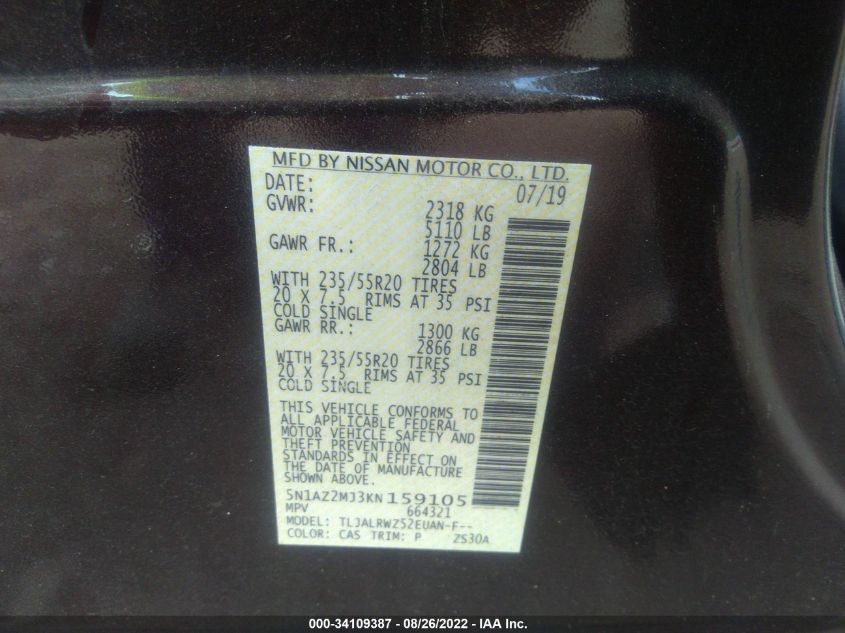 MFD BY NISSAN MOTOR CO., LTD.
DATE: 07/19
GVWR: 2318 KG
5110 LB
GAWR FR.: 1272 KG
2804 LB
WITH 235/55R20 TIRES
20 X 7.5 RIMS AT 35 PSI
COLD SINGLE
GAWR RR.: 1300 KG
2866 LB
WITH 235/55R20 TIRES
20 X 7.5 RIMS AT 35 PSI
COLD SINGLE
THIS VEHICLE CONFORMS TO
ALL APPLICABLE FEDERAL
MOTOR VEHICLE SAFETY AND
THEFT PREVENTION
STANDARDS IN EFFECT ON
THE DATE OF MANUFACTURE
SHOWN ABOVE.
5N1AZ2MJ3KN159105
MPV 664321
MODEL: TLJALRWZ52EUAN-F--
COLOR: CAS TRIM: P ZS30A
000-34109387 - 08/26/2022 - IAA Inc.